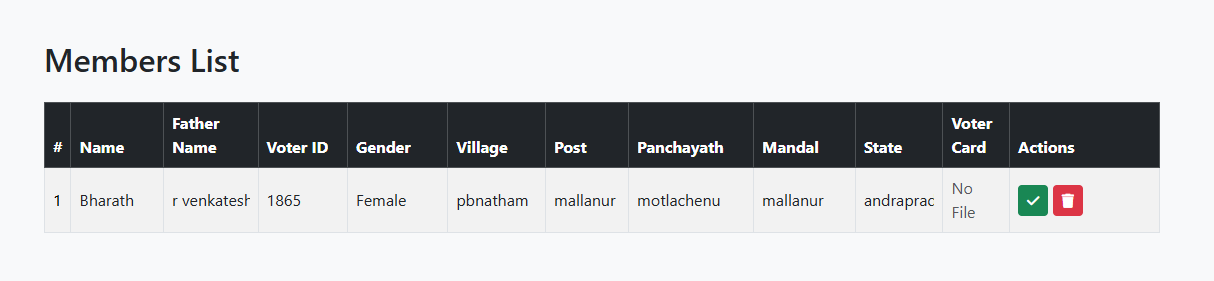 Members List
# Name Father Name Voter ID Gender Village Post Panchayath Mandal State Voter Card Actions
1 Bharath r venkatesh 1865 Female pbnatham mallanur motlachenu mallanur andraprac No File